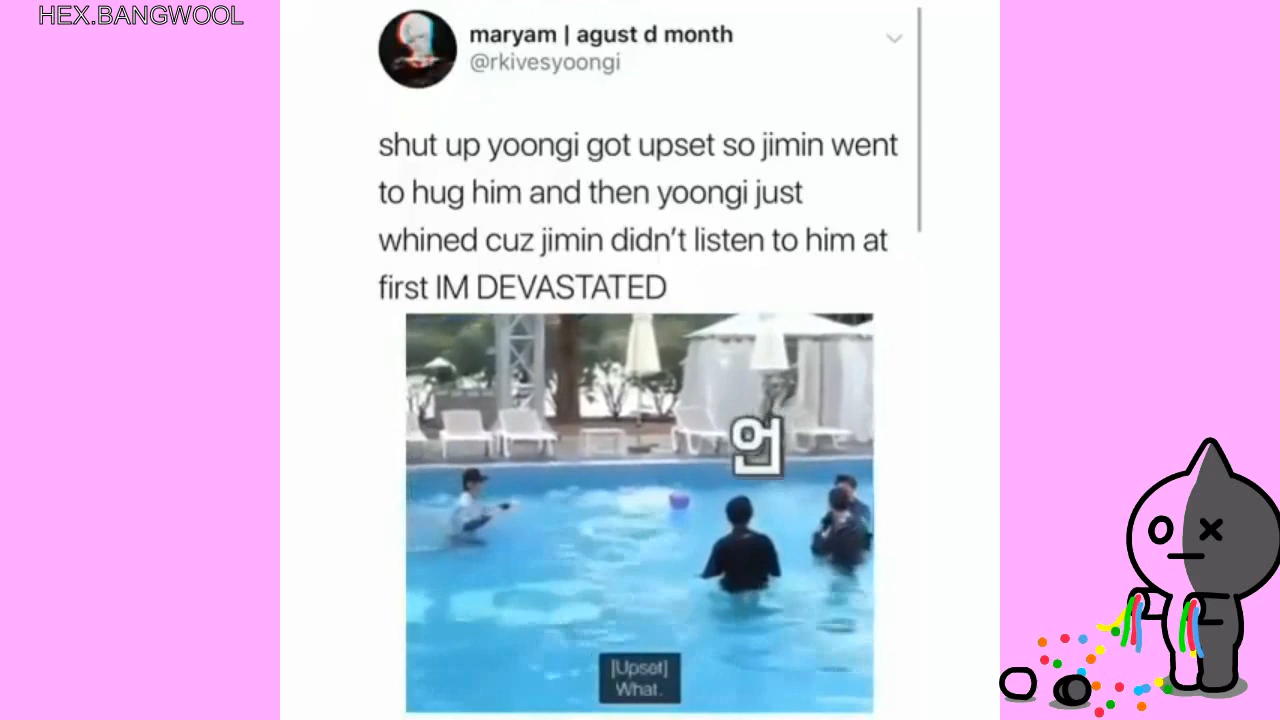 HEX.BANGWOOL
maryam | agust d month
@rkivesyoongi
shut up yoongi got upset so jimin went
to hug him and then yoongi just
whined cuz jimin didn't listen to him at
first IM DEVASTATED
언
[Upset]
What.